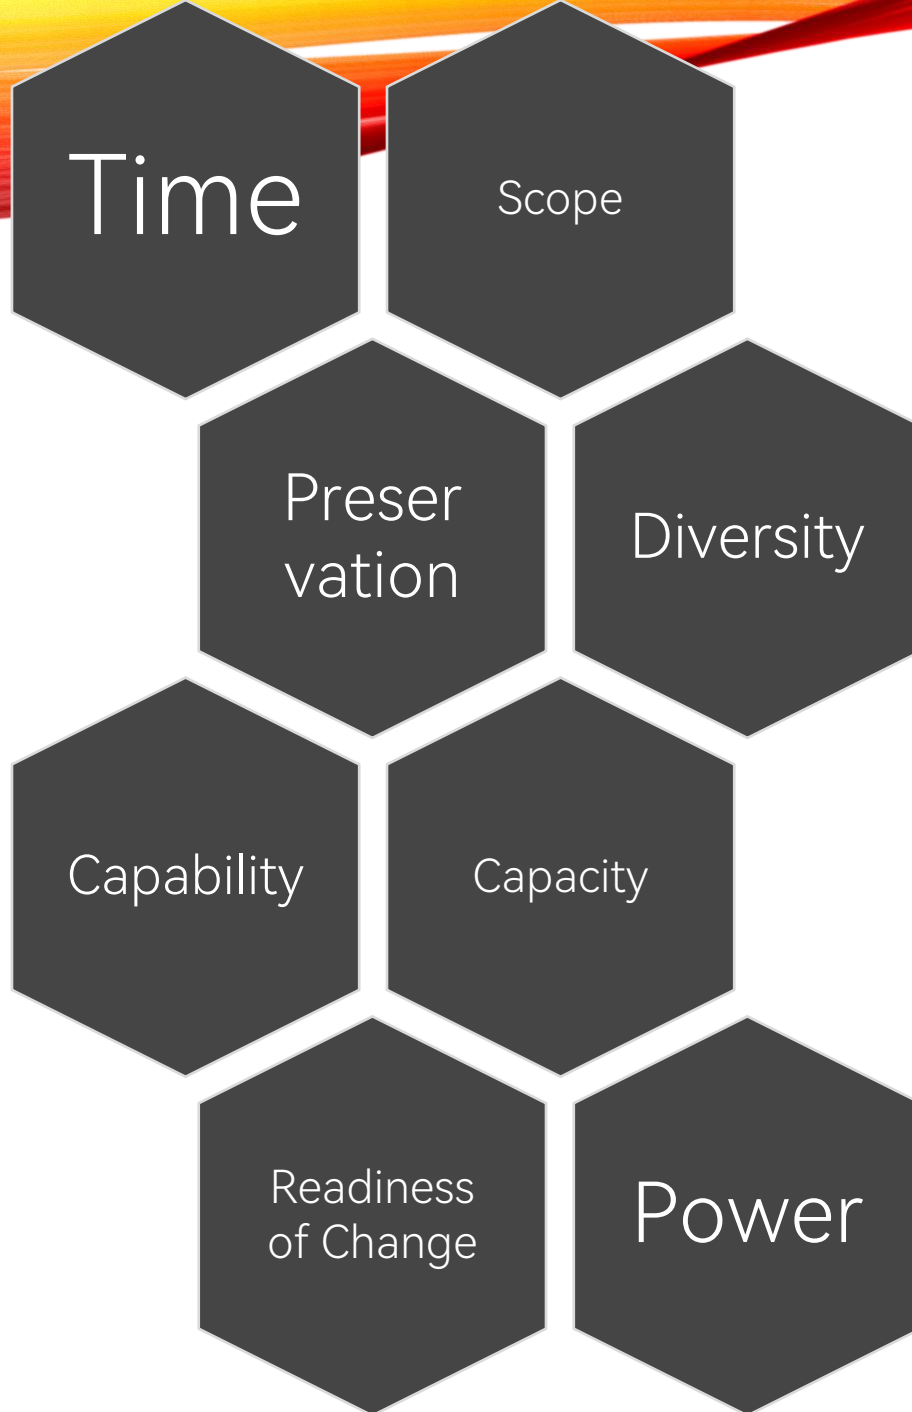 Time
Scope
Preser
vation
Diversity
Capability
Capacity
Readiness
of Change
Power